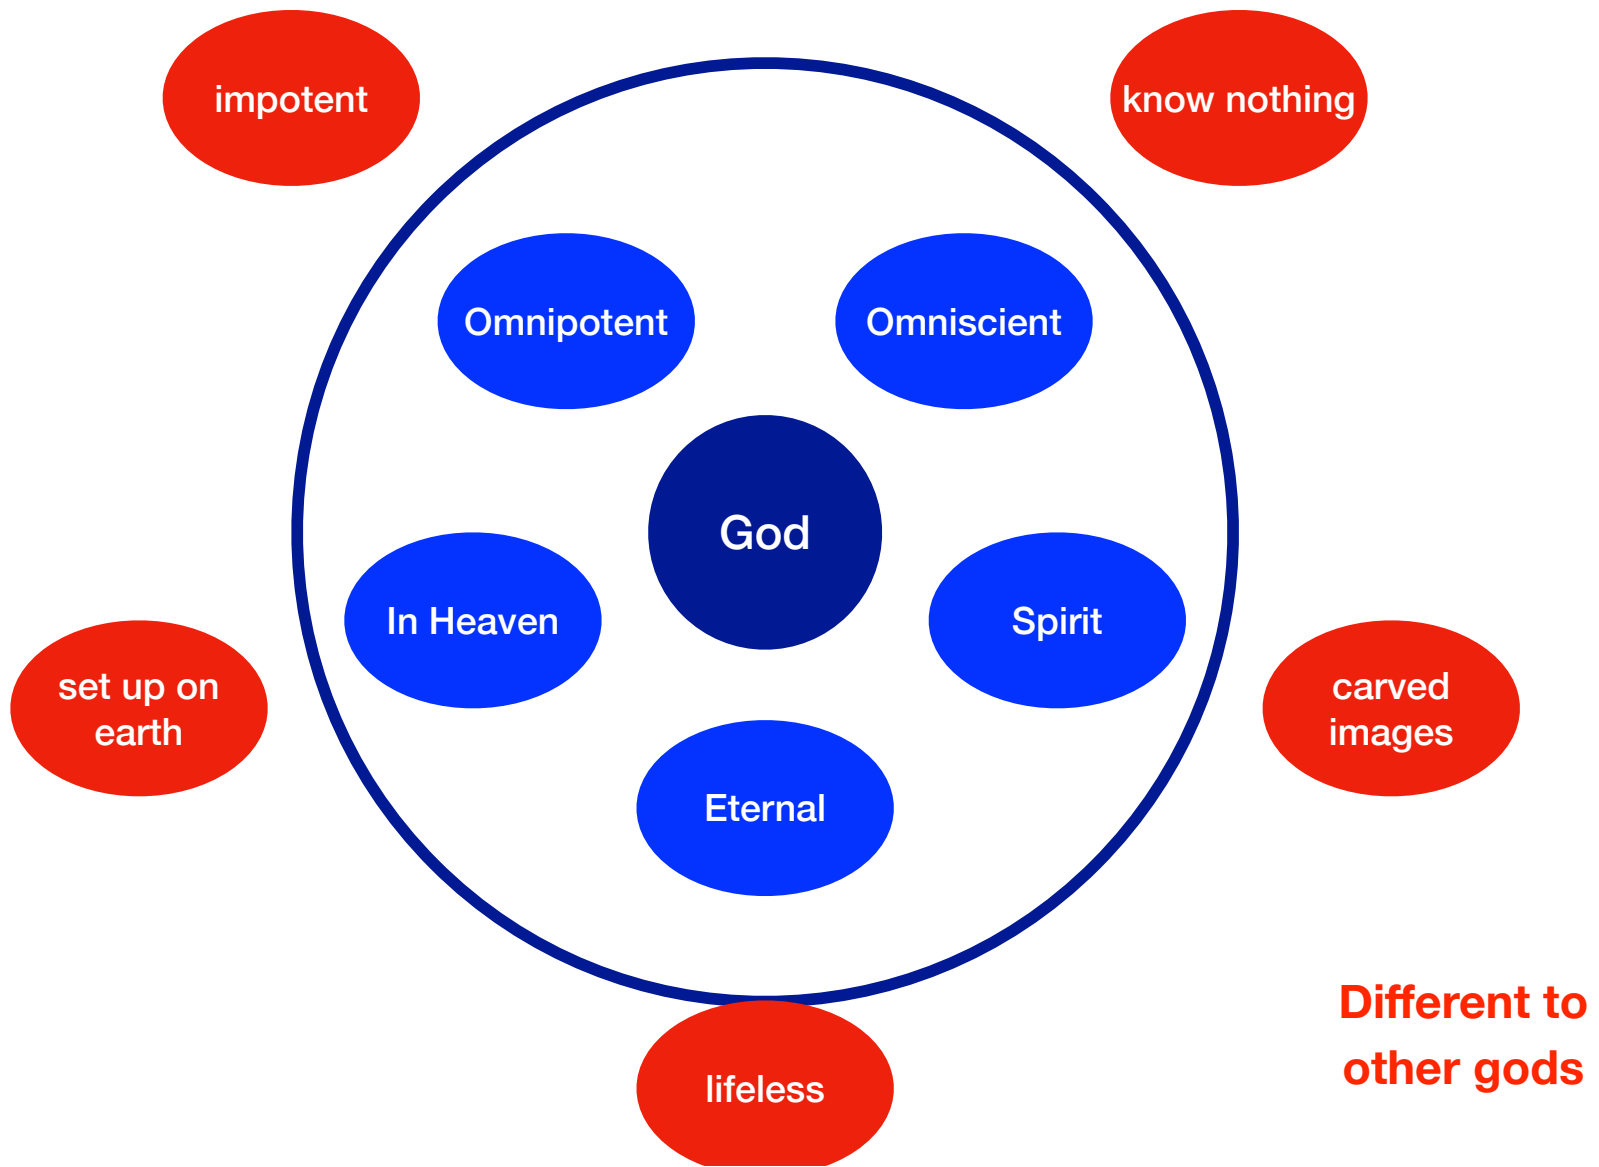 impotent
know nothing
Omnipotent
Omniscient
God
In Heaven
Spirit
set up on
earth
carved
images
Eternal
Different to
other gods
lifeless